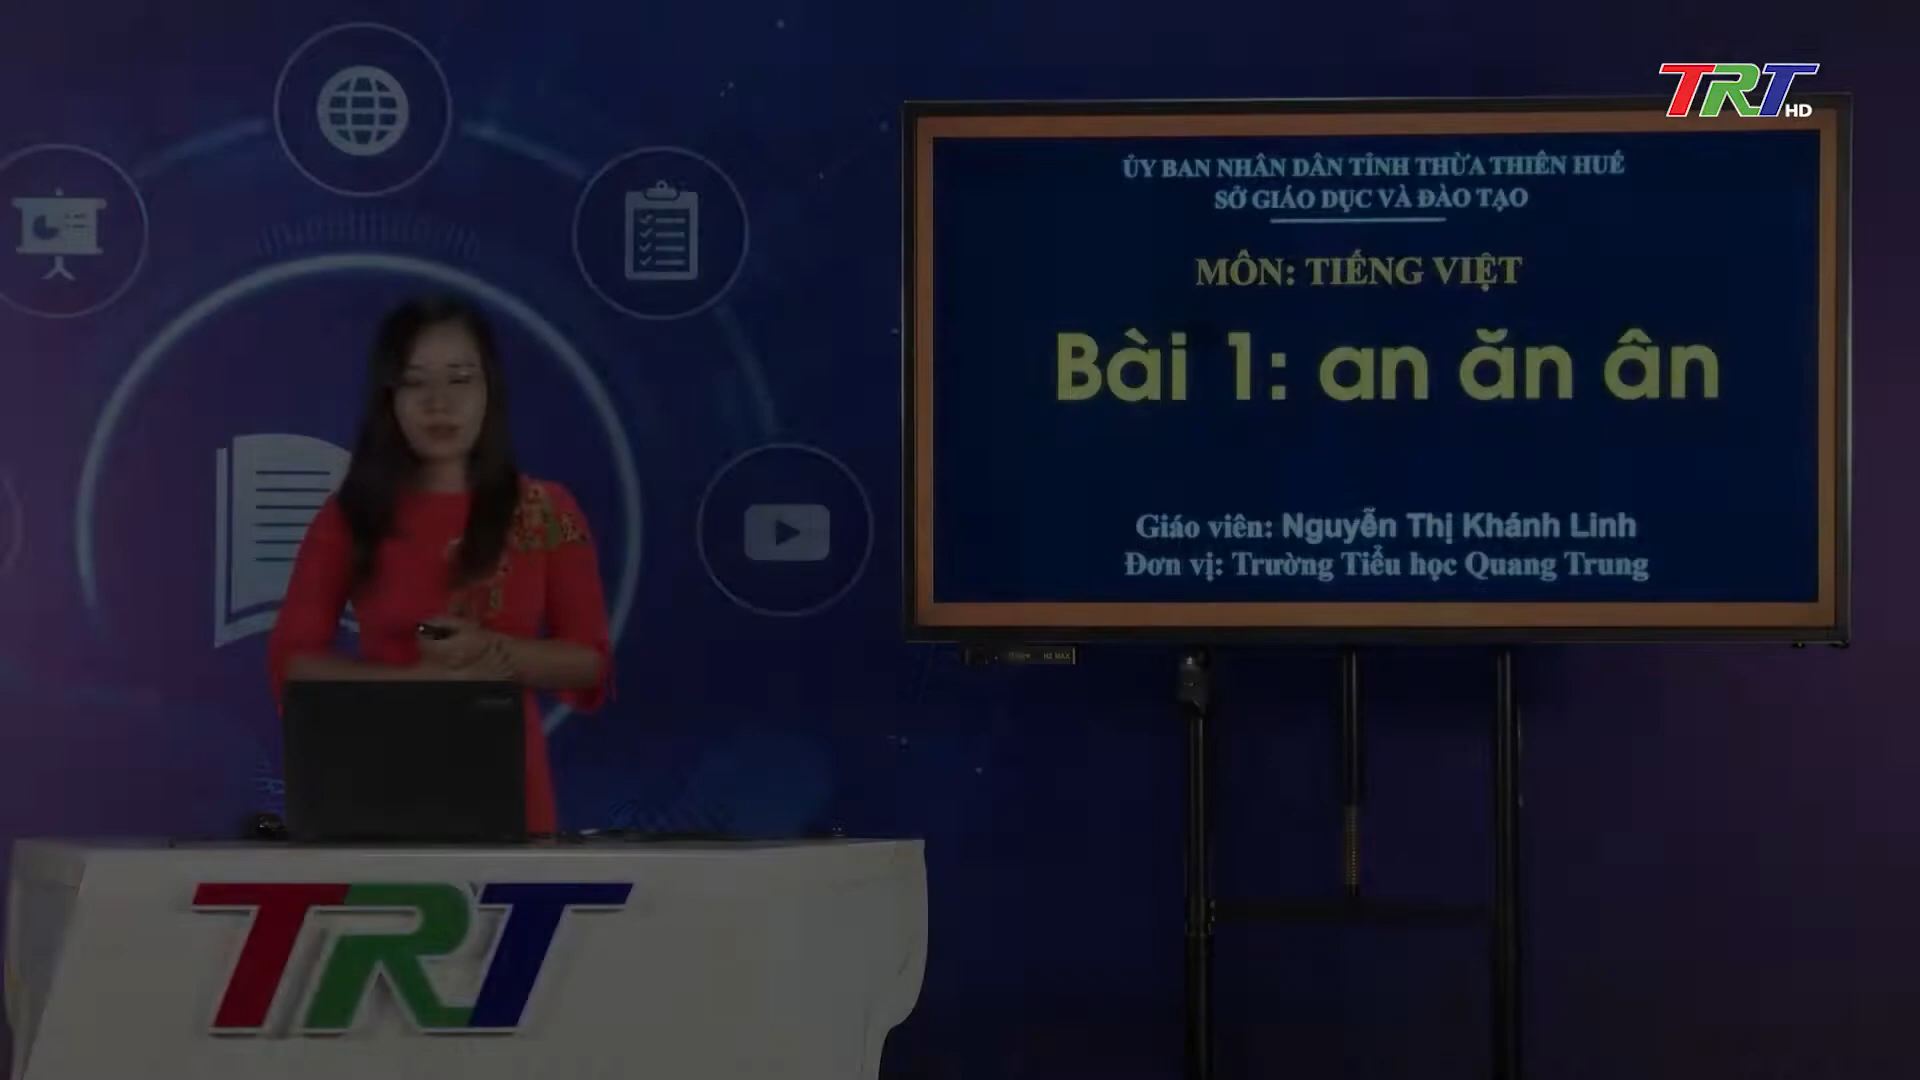 TRT HD
ỦY BAN NHÂN DÂN TỈNH THỪA THIÊN HUẾ
SỞ GIÁO DỤC VÀ ĐÀO TẠO
MÔN: TIẾNG VIỆT
Bài 1: an ăn ân
Giáo viên: Nguyễn Thị Khánh Linh
Đơn vị: Trường Tiểu học Quang Trung
TRT